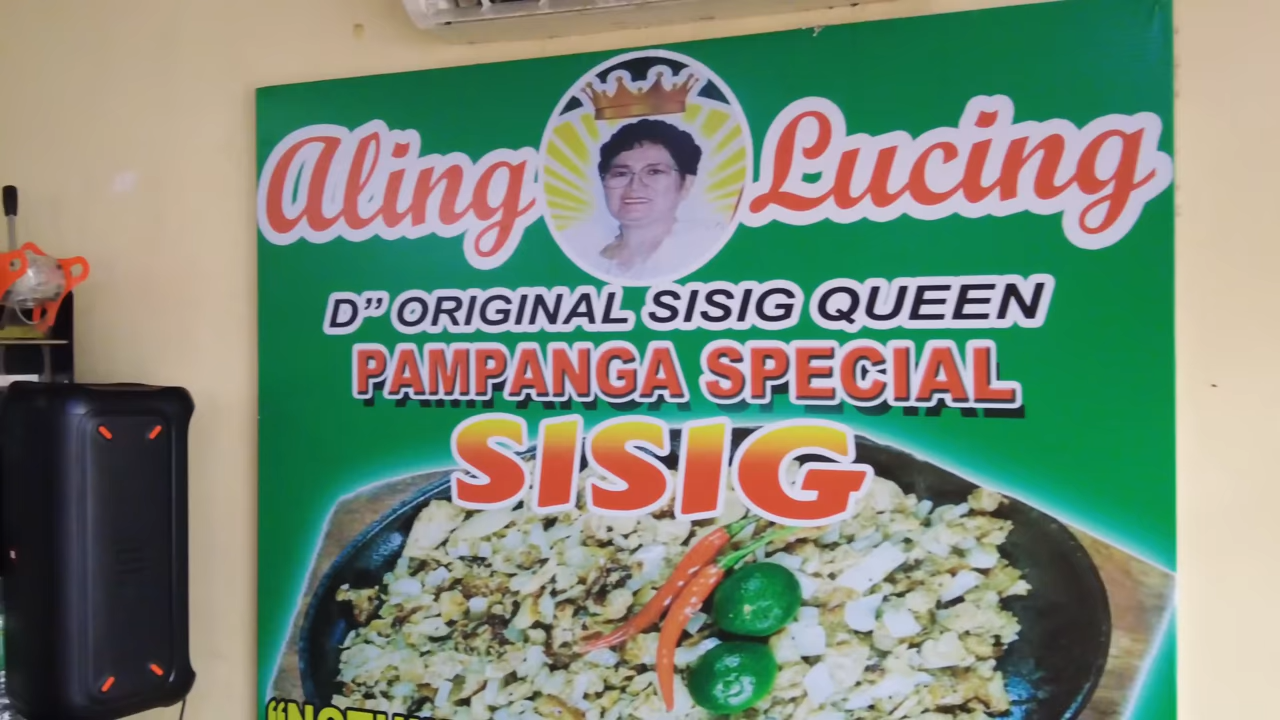 Aling Lucing
D” ORIGINAL SISIG QUEEN
PAMPANGA SPECIAL
SISIG